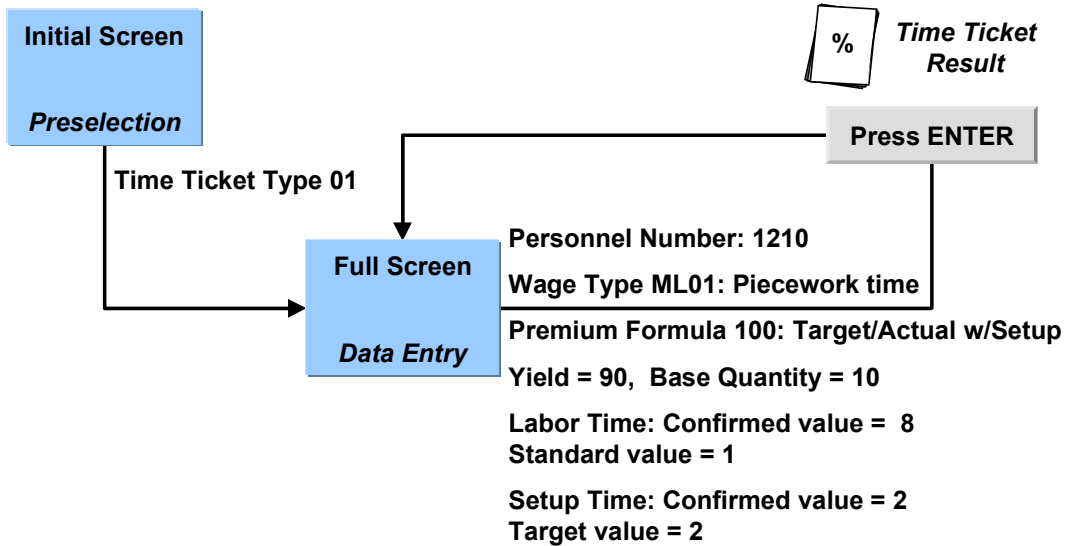 Initial Screen
Preselection
Time Ticket Type 01
%
Time Ticket
Result
Press ENTER
Full Screen
Data Entry
Personnel Number: 1210
Wage Type ML01: Piecework time
Premium Formula 100: Target/Actual w/Setup
Yield = 90, Base Quantity = 10
Labor Time: Confirmed value = 8
Standard value = 1
Setup Time: Confirmed value = 2
Target value = 2